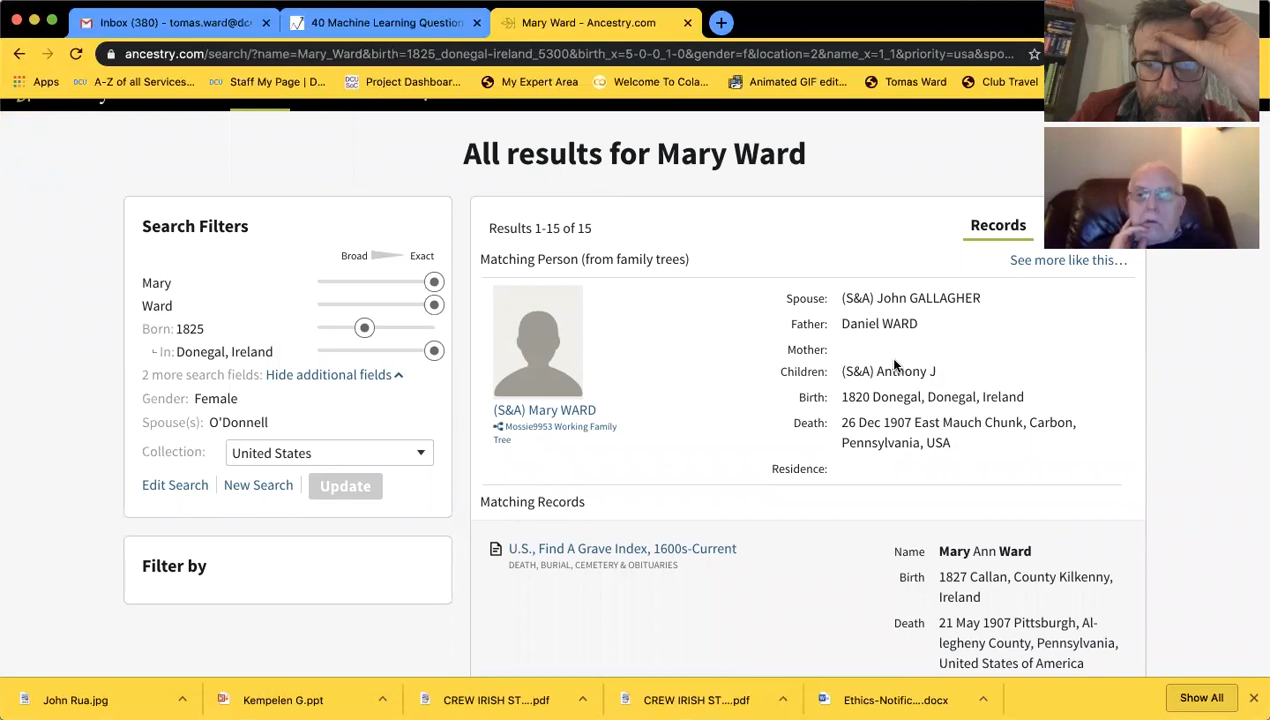 Inbox (380) - tomas.ward@dc
40 Machine Learning Question
Mary Ward - Ancestry.com
ancestry.com/search/?name=Mary_Ward&birth=1825_donegal-ireland_5300&birth_x=5-0-0_1-0&gender=f&location=2&name_x=1_1&priority=usa&spo...
Apps
DCU A-Z of all Services...
DCU Staff My Page | D...
DCU SoC Project Dashboar...
My Expert Area
Welcome To Cola...
Animated GIF edit...
Tomas Ward
Club Travel
All results for Mary Ward
Search Filters
Broad Exact
Mary
Ward
Born: 1825
In: Donegal, Ireland
2 more search fields: Hide additional fields
Gender: Female
Spouse(s): O'Donnell
Collection: United States
Edit Search New Search Update
Filter by
Results 1-15 of 15
Records
Matching Person (from family trees)
See more like this...
(S&A) Mary WARD
Mossie9953 Working Family
Tree
Spouse: (S&A) John GALLAGHER
Father: Daniel WARD
Mother:
Children: (S&A) Anthony J
Birth: 1820 Donegal, Donegal, Ireland
Death: 26 Dec 1907 East Mauch Chunk, Carbon,
Pennsylvania, USA
Residence:
Matching Records
U.S., Find A Grave Index, 1600s-Current
DEATH, BURIAL, CEMETERY & OBITUARIES
Name Mary Ann Ward
Birth 1827 Callan, County Kilkenny,
Ireland
Death 21 May 1907 Pittsburgh, Al-
legheny County, Pennsylvania,
United States of America
John Rua.jpg
Kempelen G.ppt
CREW IRISH ST....pdf
CREW IRISH ST....pdf
Ethics-Notific....docx
Show All